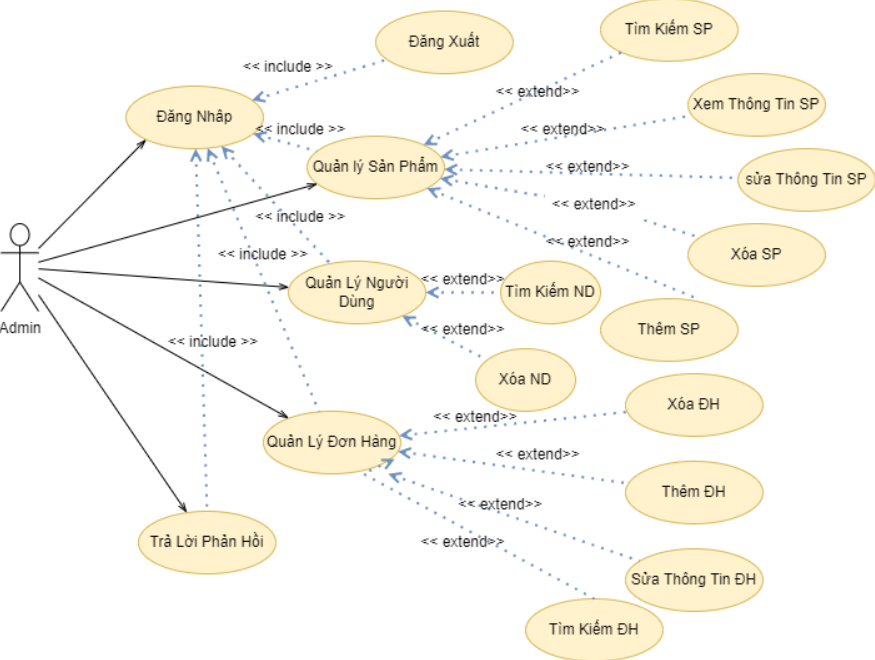 Đăng Xuất
Tìm Kiếm SP
<< include >>
<< extend>>
Xem Thông Tin SP
Đăng Nhâp
<< include >>
<< extend>>
Quản lý Sản Phẩm
<< extend>>
sửa Thông Tin SP
<< extend>>
<< include >>
<< extend>>
Xóa SP
<< include >>
Quản Lý Người
Dùng
<< extend>>
Tìm Kiếm ND
Admin
<< include >>
<< extend>>
Thêm SP
Xóa ND
<< extend>>
Xóa ĐH
Quản Lý Đơn Hàng
<< extend>>
Thêm ĐH
<< extend>>
Trả Lời Phản Hồi
<< extend>>
Sửa Thông Tin ĐH
Tìm Kiếm ĐH